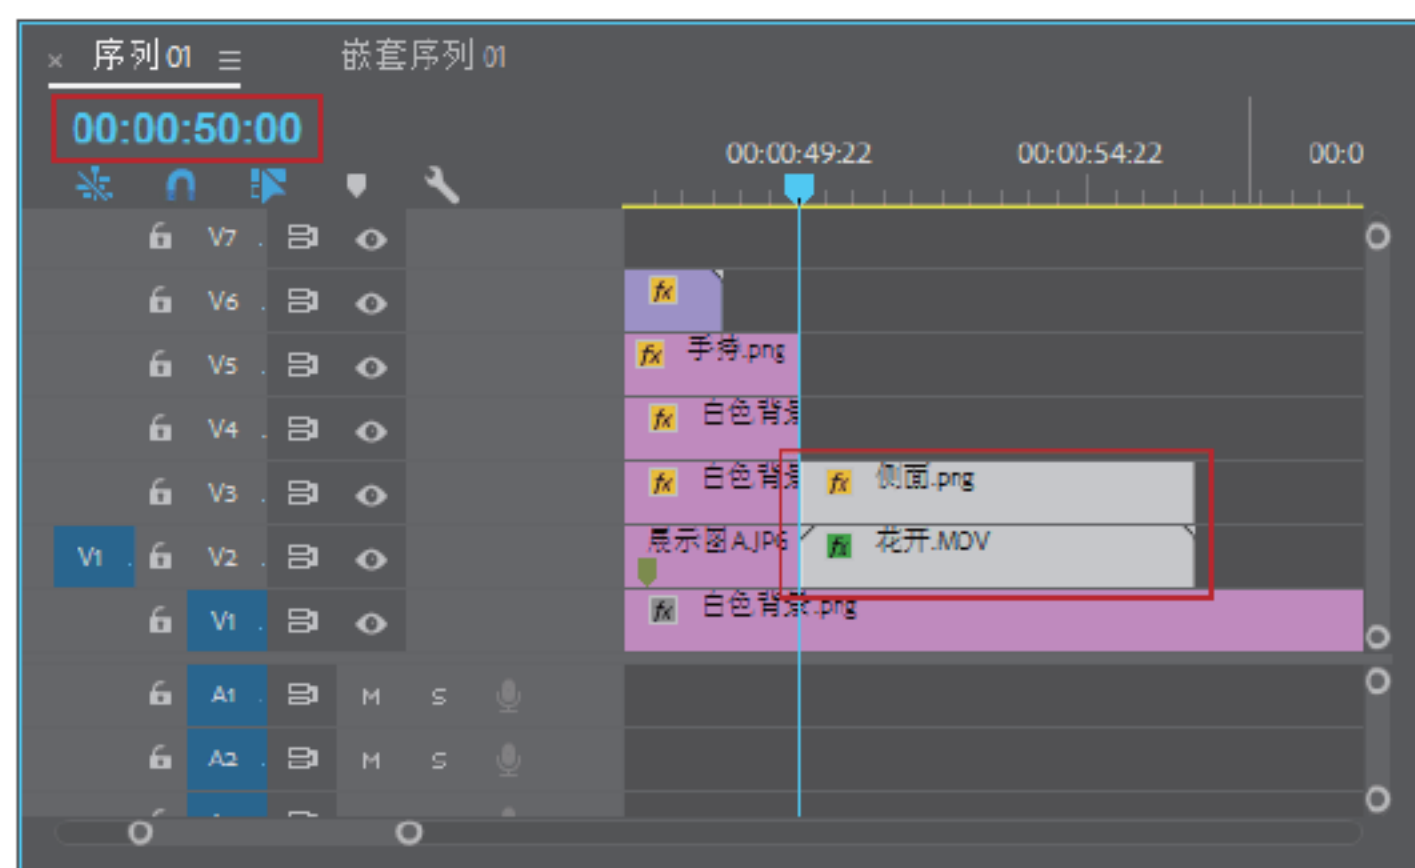 × 序列 01 ≡ 嵌套序列 01
00:00:50:00
00:00:49:22 00:00:54:22 00:0
V7
V6 fx
V5 fx 手持.png
V4 fx 白色背景
V3 fx 白色背景 fx 侧面.png
V1 V2 展示图A.JPG fx 花开.MOV
V1 fx 白色背景.png
A1 M S
A2 M S